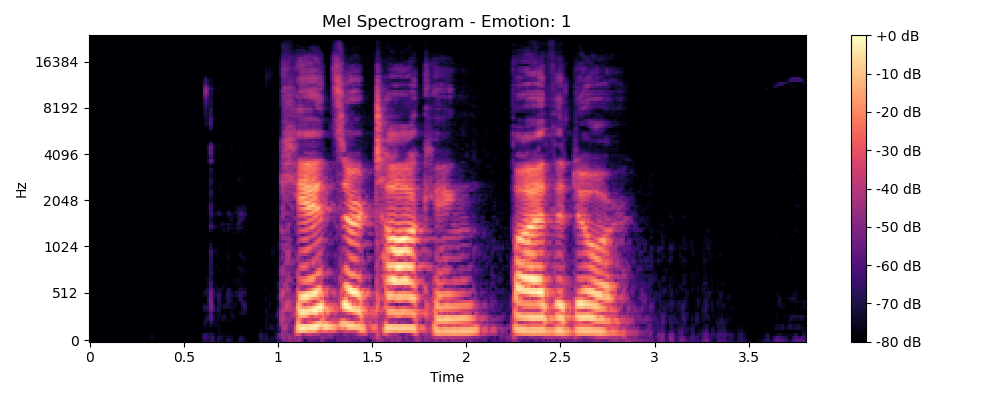 Mel Spectrogram - Emotion: 1
Hz
16384
8192
4096
2048
1024
512
0
0 0.5 1 1.5 2 2.5 3 3.5
Time
+0 dB
-10 dB
-20 dB
-30 dB
-40 dB
-50 dB
-60 dB
-70 dB
-80 dB